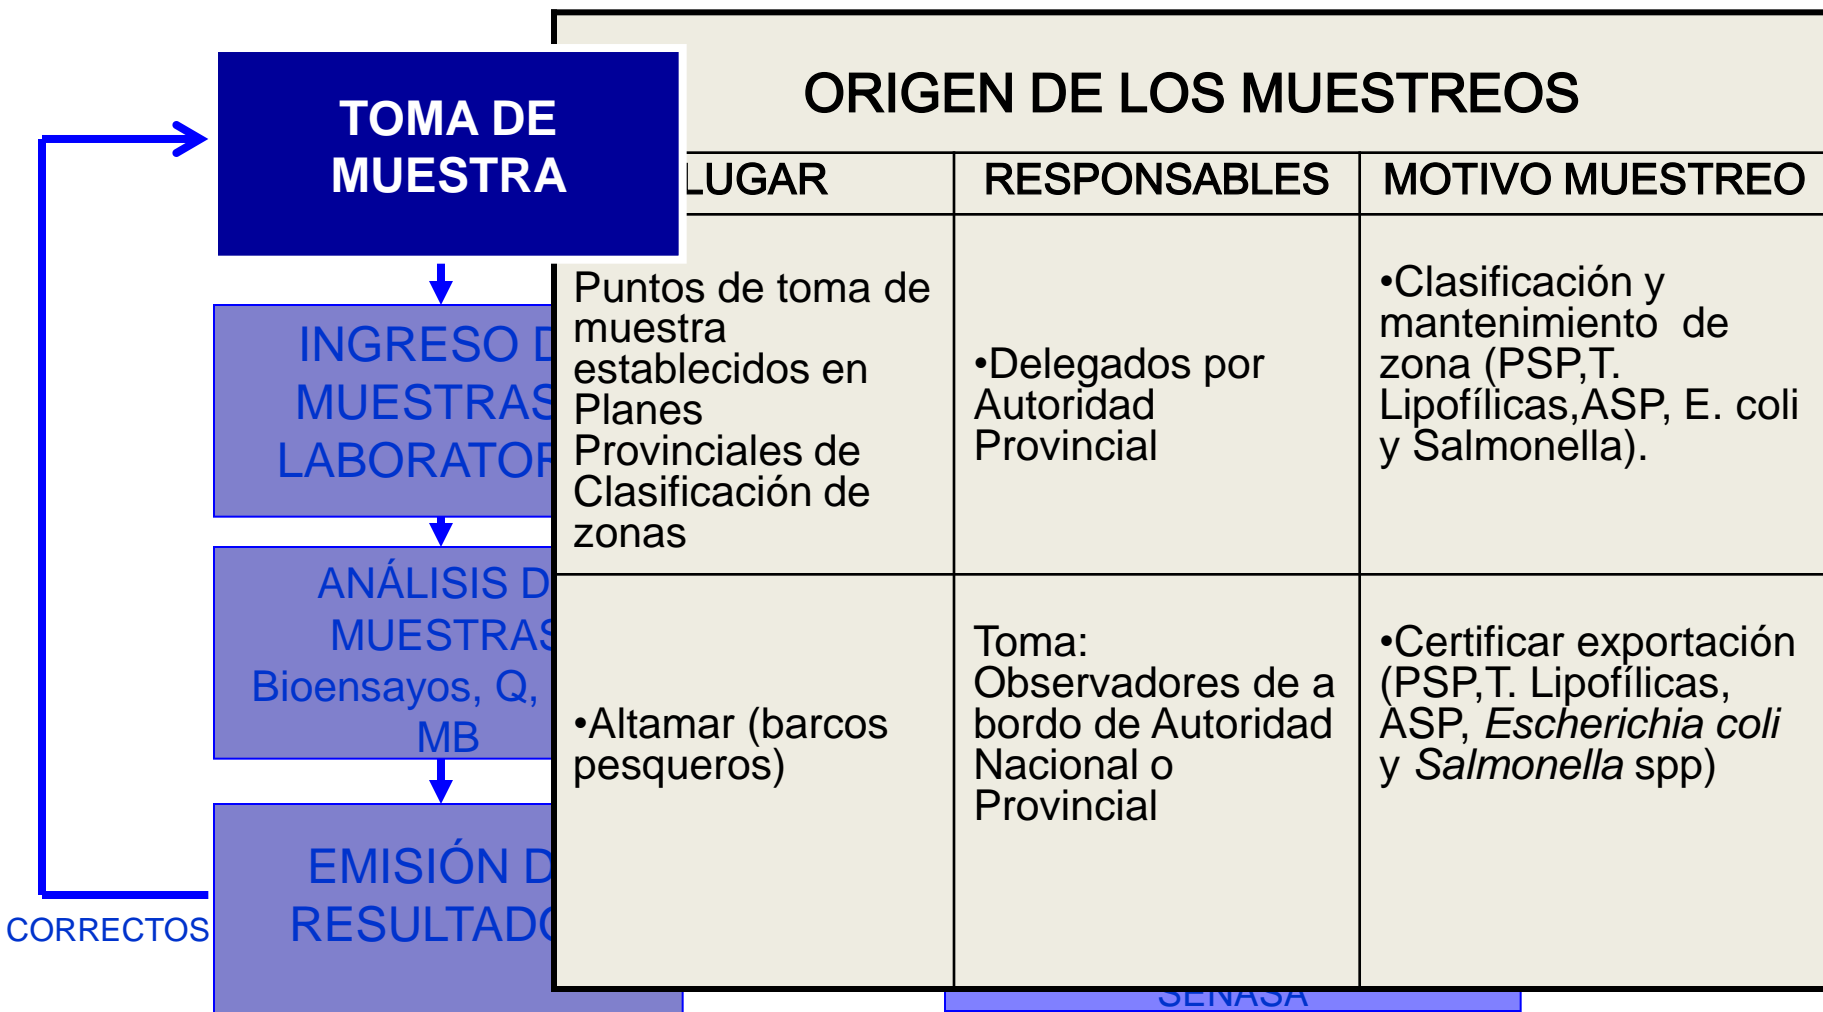 TOMA DE
MUESTRA
INGRESO D
MUESTRAS
LABORATOR
ANÁLISIS D
MUESTRAS
Bioensayos, Q,
MB
EMISIÓN D
RESULTADO
CORRECTOS
ORIGEN DE LOS MUESTREOS
LUGAR
RESPONSABLES
MOTIVO MUESTREO
Puntos de toma de
muestra
establecidos en
Planes
Provinciales de
Clasificación de
zonas
•Delegados por
Autoridad
Provincial
•Clasificación y
mantenimiento de
zona (PSP,T.
Lipofílicas,ASP, E. coli
y Salmonella).
•Altamar (barcos
pesqueros)
Toma:
Observadores de a
bordo de Autoridad
Nacional o
Provincial
•Certificar exportación
(PSP,T. Lipofílicas,
ASP, Escherichia coli
y Salmonella spp)
SENASA